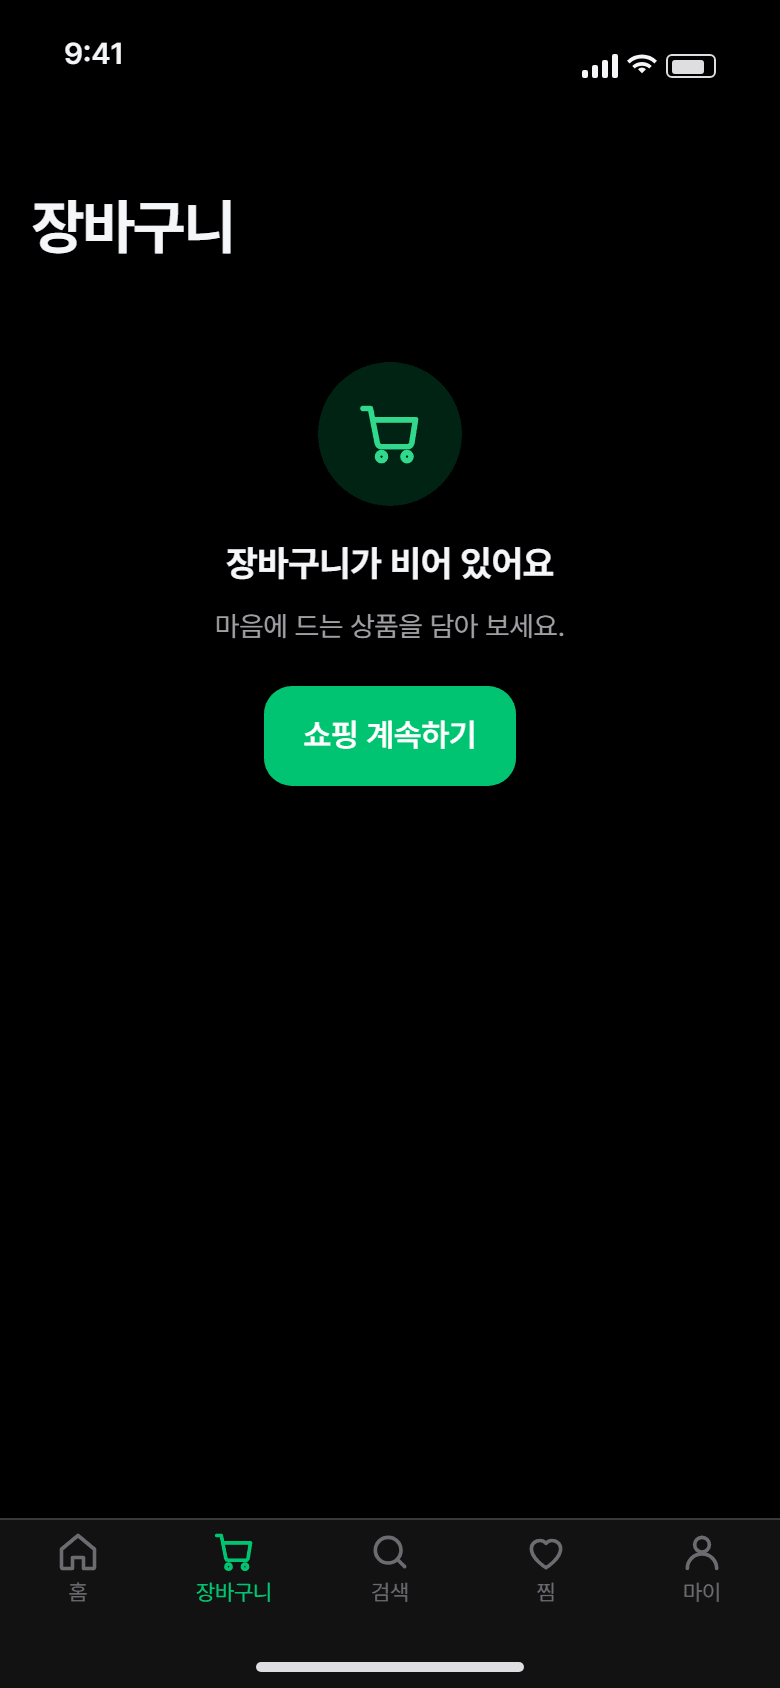 9:41
장바구니
장바구니가 비어 있어요
마음에 드는 상품을 담아 보세요.
쇼핑 계속하기
홈
장바구니
검색
찜
마이